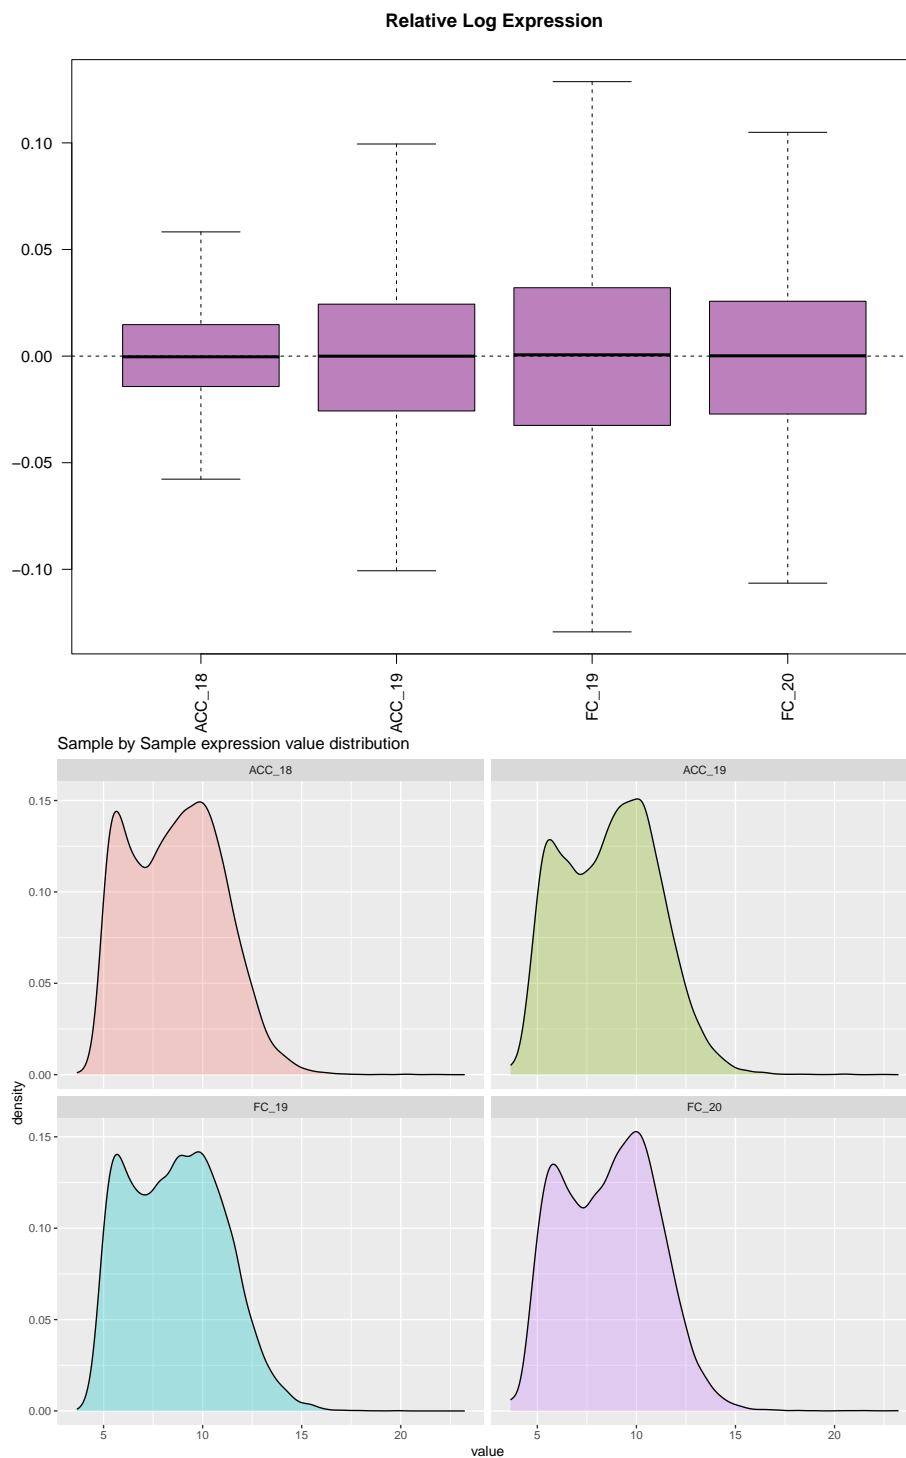 Relative Log Expression
0.10
0.05
0.00
−0.05
−0.10
ACC_18
ACC_19
FC_19
FC_20
Sample by Sample expression value distribution
ACC_18
ACC_19
0.15
0.10
0.05
0.00
density
FC_19
FC_20
0.15
0.10
0.05
0.00
5
10
15
20
5
10
15
20
value